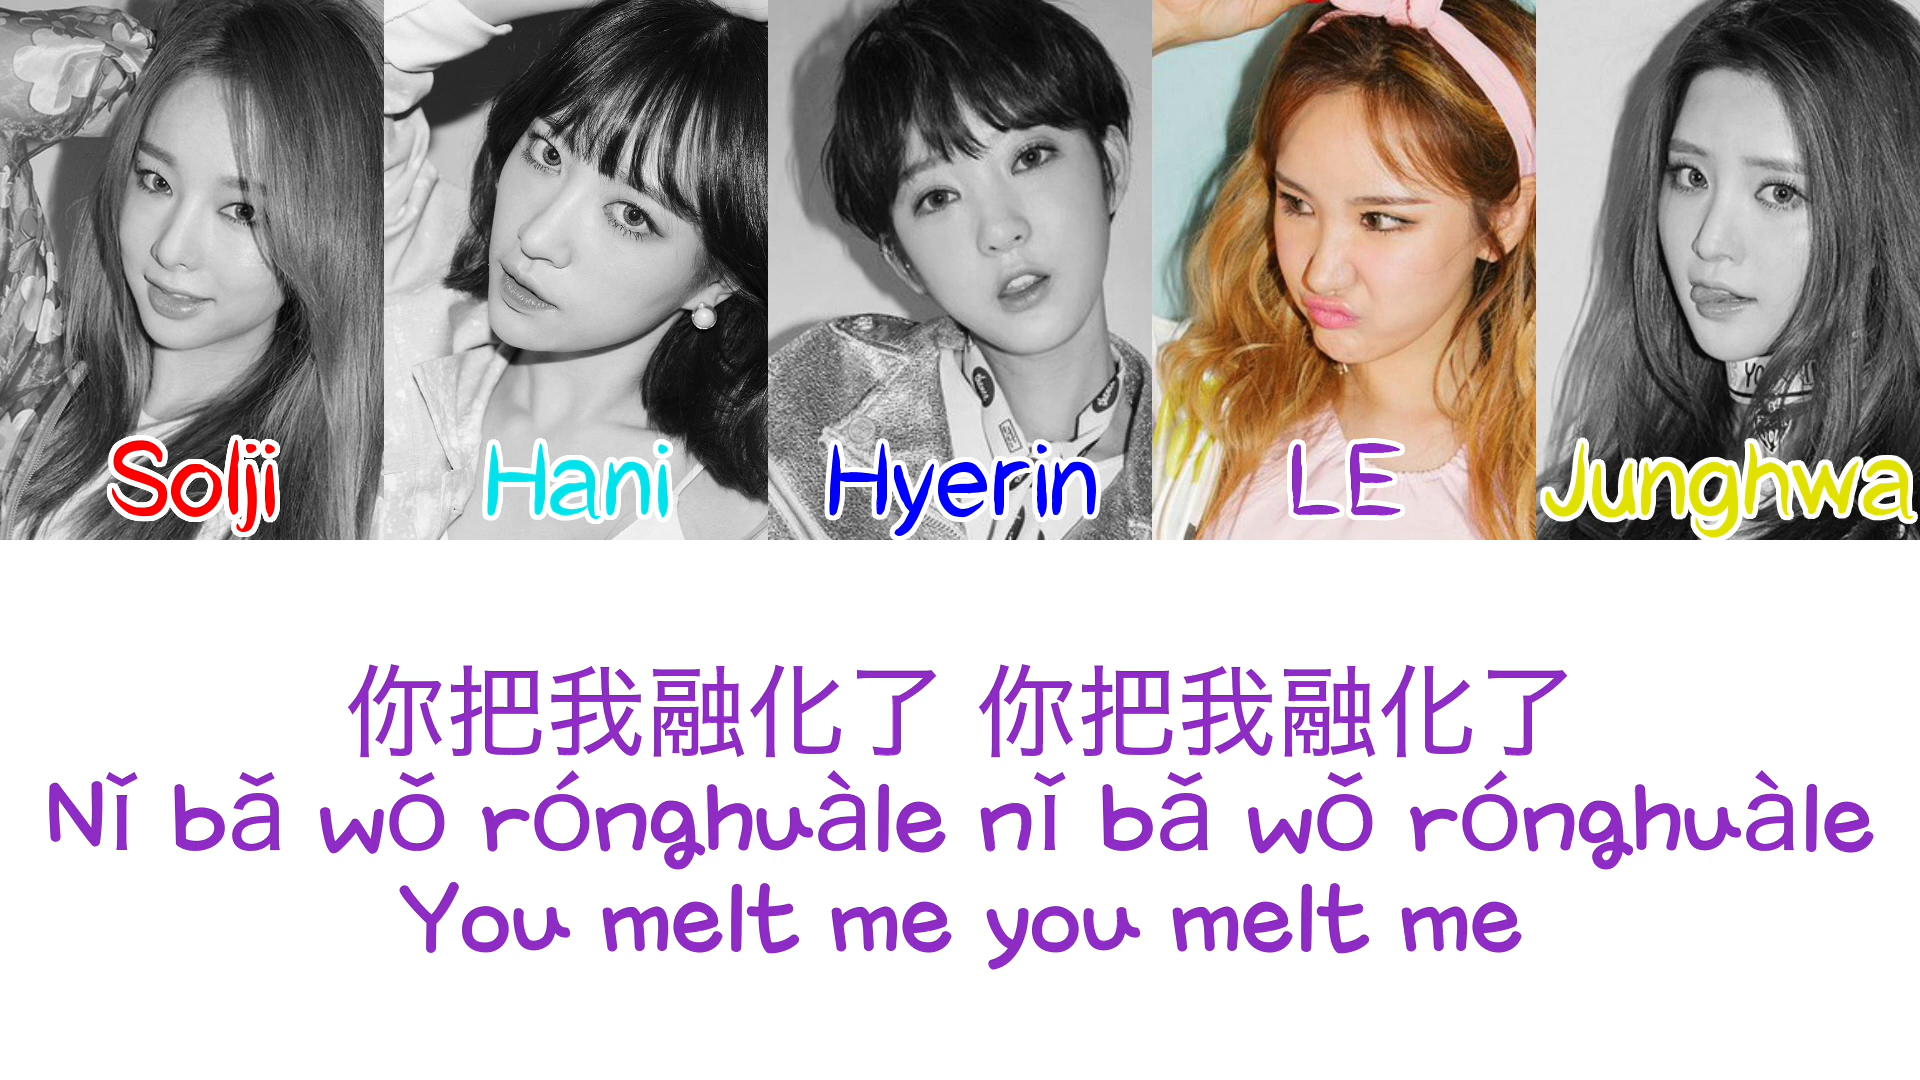 Solji Hani Hyerin LE Junghwa
你把我融化了 你把我融化了
Nǐ bǎ wǒ rónghuàle nǐ bǎ wǒ rónghuàle
You melt me you melt me